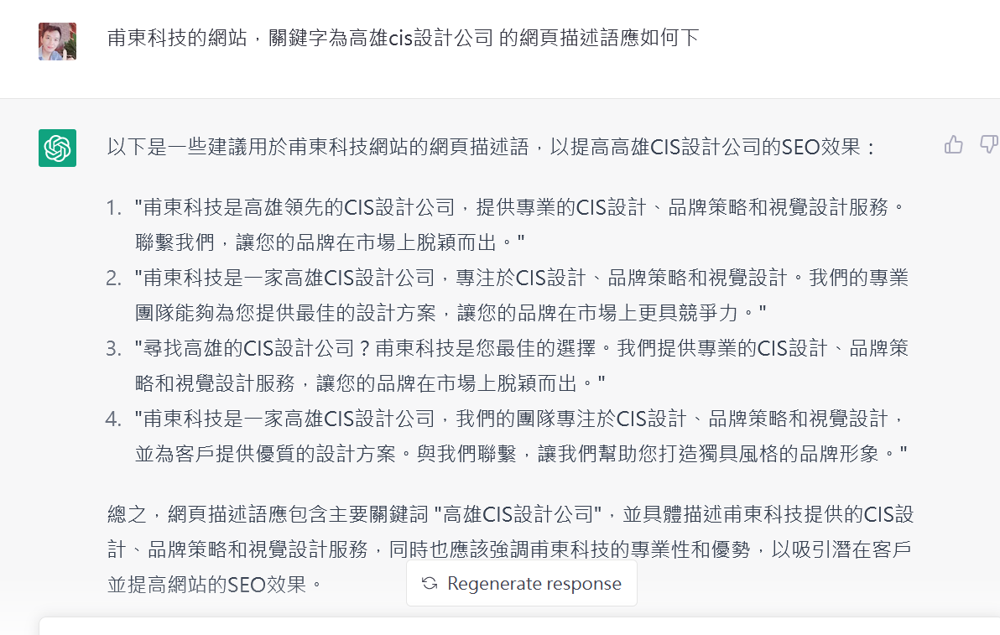 甫東科技的網站，關鍵字為高雄cis設計公司 的網頁描述語應如何下
以下是一些建議用於甫東科技網站的網頁描述語，以提高高雄CIS設計公司的SEO效果：
1. "甫東科技是高雄領先的CIS設計公司，提供專業的CIS設計、品牌策略和視覺設計服務。
聯繫我們，讓您的品牌在市場上脫穎而出。"
2. "甫東科技是一家高雄CIS設計公司，專注於CIS設計、品牌策略和視覺設計。我們的專業
團隊能夠為您提供最佳的設計方案，讓您的品牌在市場上更具競爭力。"
3. "尋找高雄的CIS設計公司？甫東科技是您最佳的選擇。我們提供專業的CIS設計、品牌策
略和視覺設計服務，讓您的品牌在市場上脫穎而出。"
4. "甫東科技是一家高雄CIS設計公司，我們的團隊專注於CIS設計、品牌策略和視覺設計，
並為客戶提供優質的設計方案。與我們聯繫，讓我們幫助您打造獨具風格的品牌形象。"
總之，網頁描述語應包含主要關鍵詞 "高雄CIS設計公司"，並具體描述甫東科技提供的CIS設
計、品牌策略和視覺設計服務，同時也應該強調甫東科技的專業性和優勢，以吸引潛在客戶
並提高網站的SEO效果。
Regenerate response